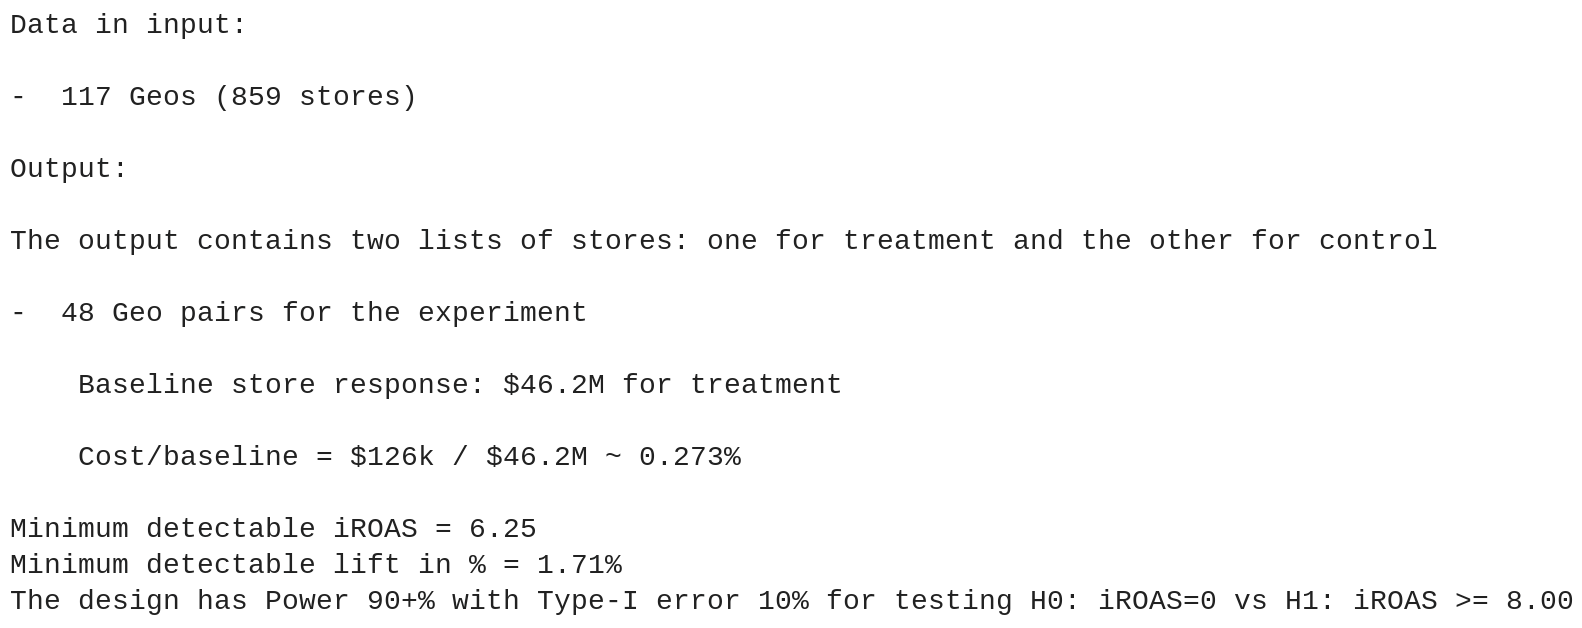 Data in input:
-  117 Geos (859 stores)
Output:
The output contains two lists of stores: one for treatment and the other for control
-  48 Geo pairs for the experiment
    Baseline store response: $46.2M for treatment
    Cost/baseline = $126k / $46.2M ~ 0.273%
Minimum detectable iROAS = 6.25
Minimum detectable lift in % = 1.71%
The design has Power 90+% with Type-I error 10% for testing H0: iROAS=0 vs H1: iROAS >= 8.00